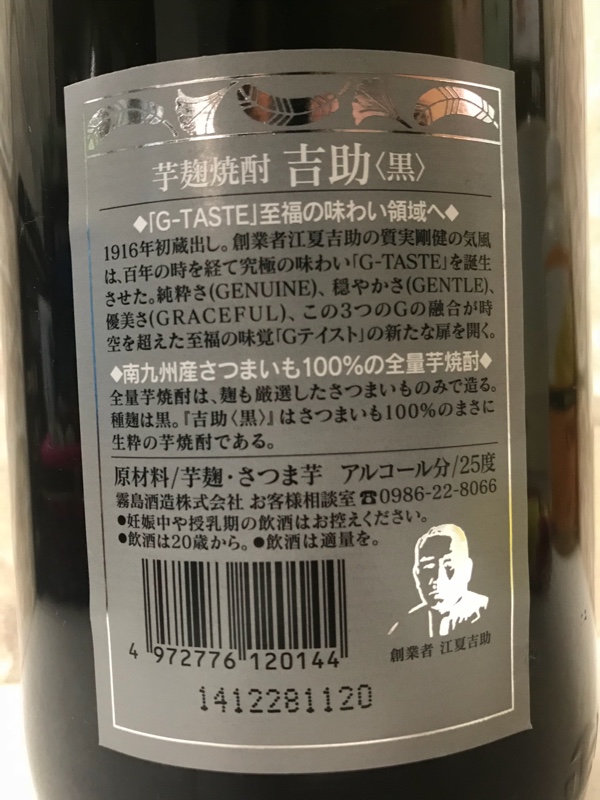 芋麹焼酎 吉助〈黒〉
◆「G-TASTE」至福の味わい領域へ◆
1916年初蔵出し。創業者江夏吉助の質実剛健の気風
は、百年の時を経て究極の味わい「G-TASTE」を誕生
させた。純粋さ(GENUINE)、穏やかさ(GENTLE)、
優美さ(GRACEFUL)、この3つのGの融合が時
空を超えた至福の味覚「Gテイスト」の新たな扉を開く。
◆南九州産さつまいも100%の全量芋焼酎◆
全量芋焼酎は、麹も厳選したさつまいものみで造る。
種麹は黒。『吉助〈黒〉』はさつまいも100%のまさに
生粋の芋焼酎である。
原材料/芋麹・さつま芋 アルコール分/25度
霧島酒造株式会社 お客様相談室☎0986-22-8066
●妊娠中や授乳期の飲酒はお控えください。
●飲酒は20歳から。●飲酒は適量を。
4 972776 120144
創業者 江夏吉助
1412281120